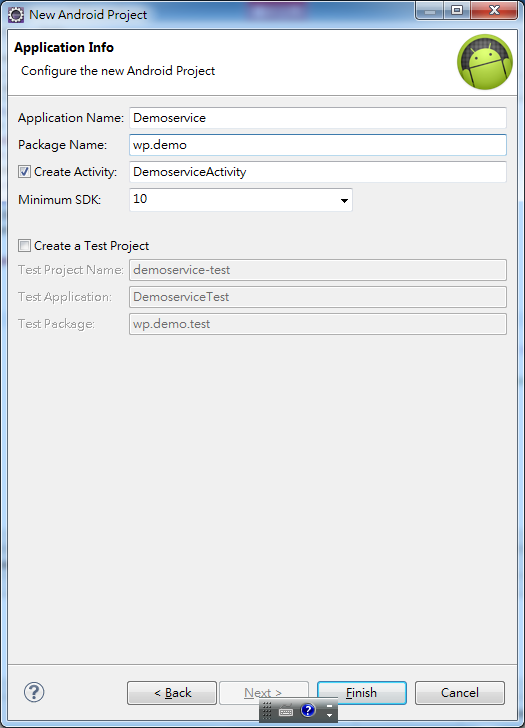 New Android Project
Application Info
Configure the new Android Project
Application Name: Demoservice
Package Name: wp.demo
Create Activity: DemoserviceActivity
Minimum SDK: 10
Create a Test Project
Test Project Name: demoservice-test
Test Application: DemoserviceTest
Test Package: wp.demo.test
< Back Next > Finish Cancel